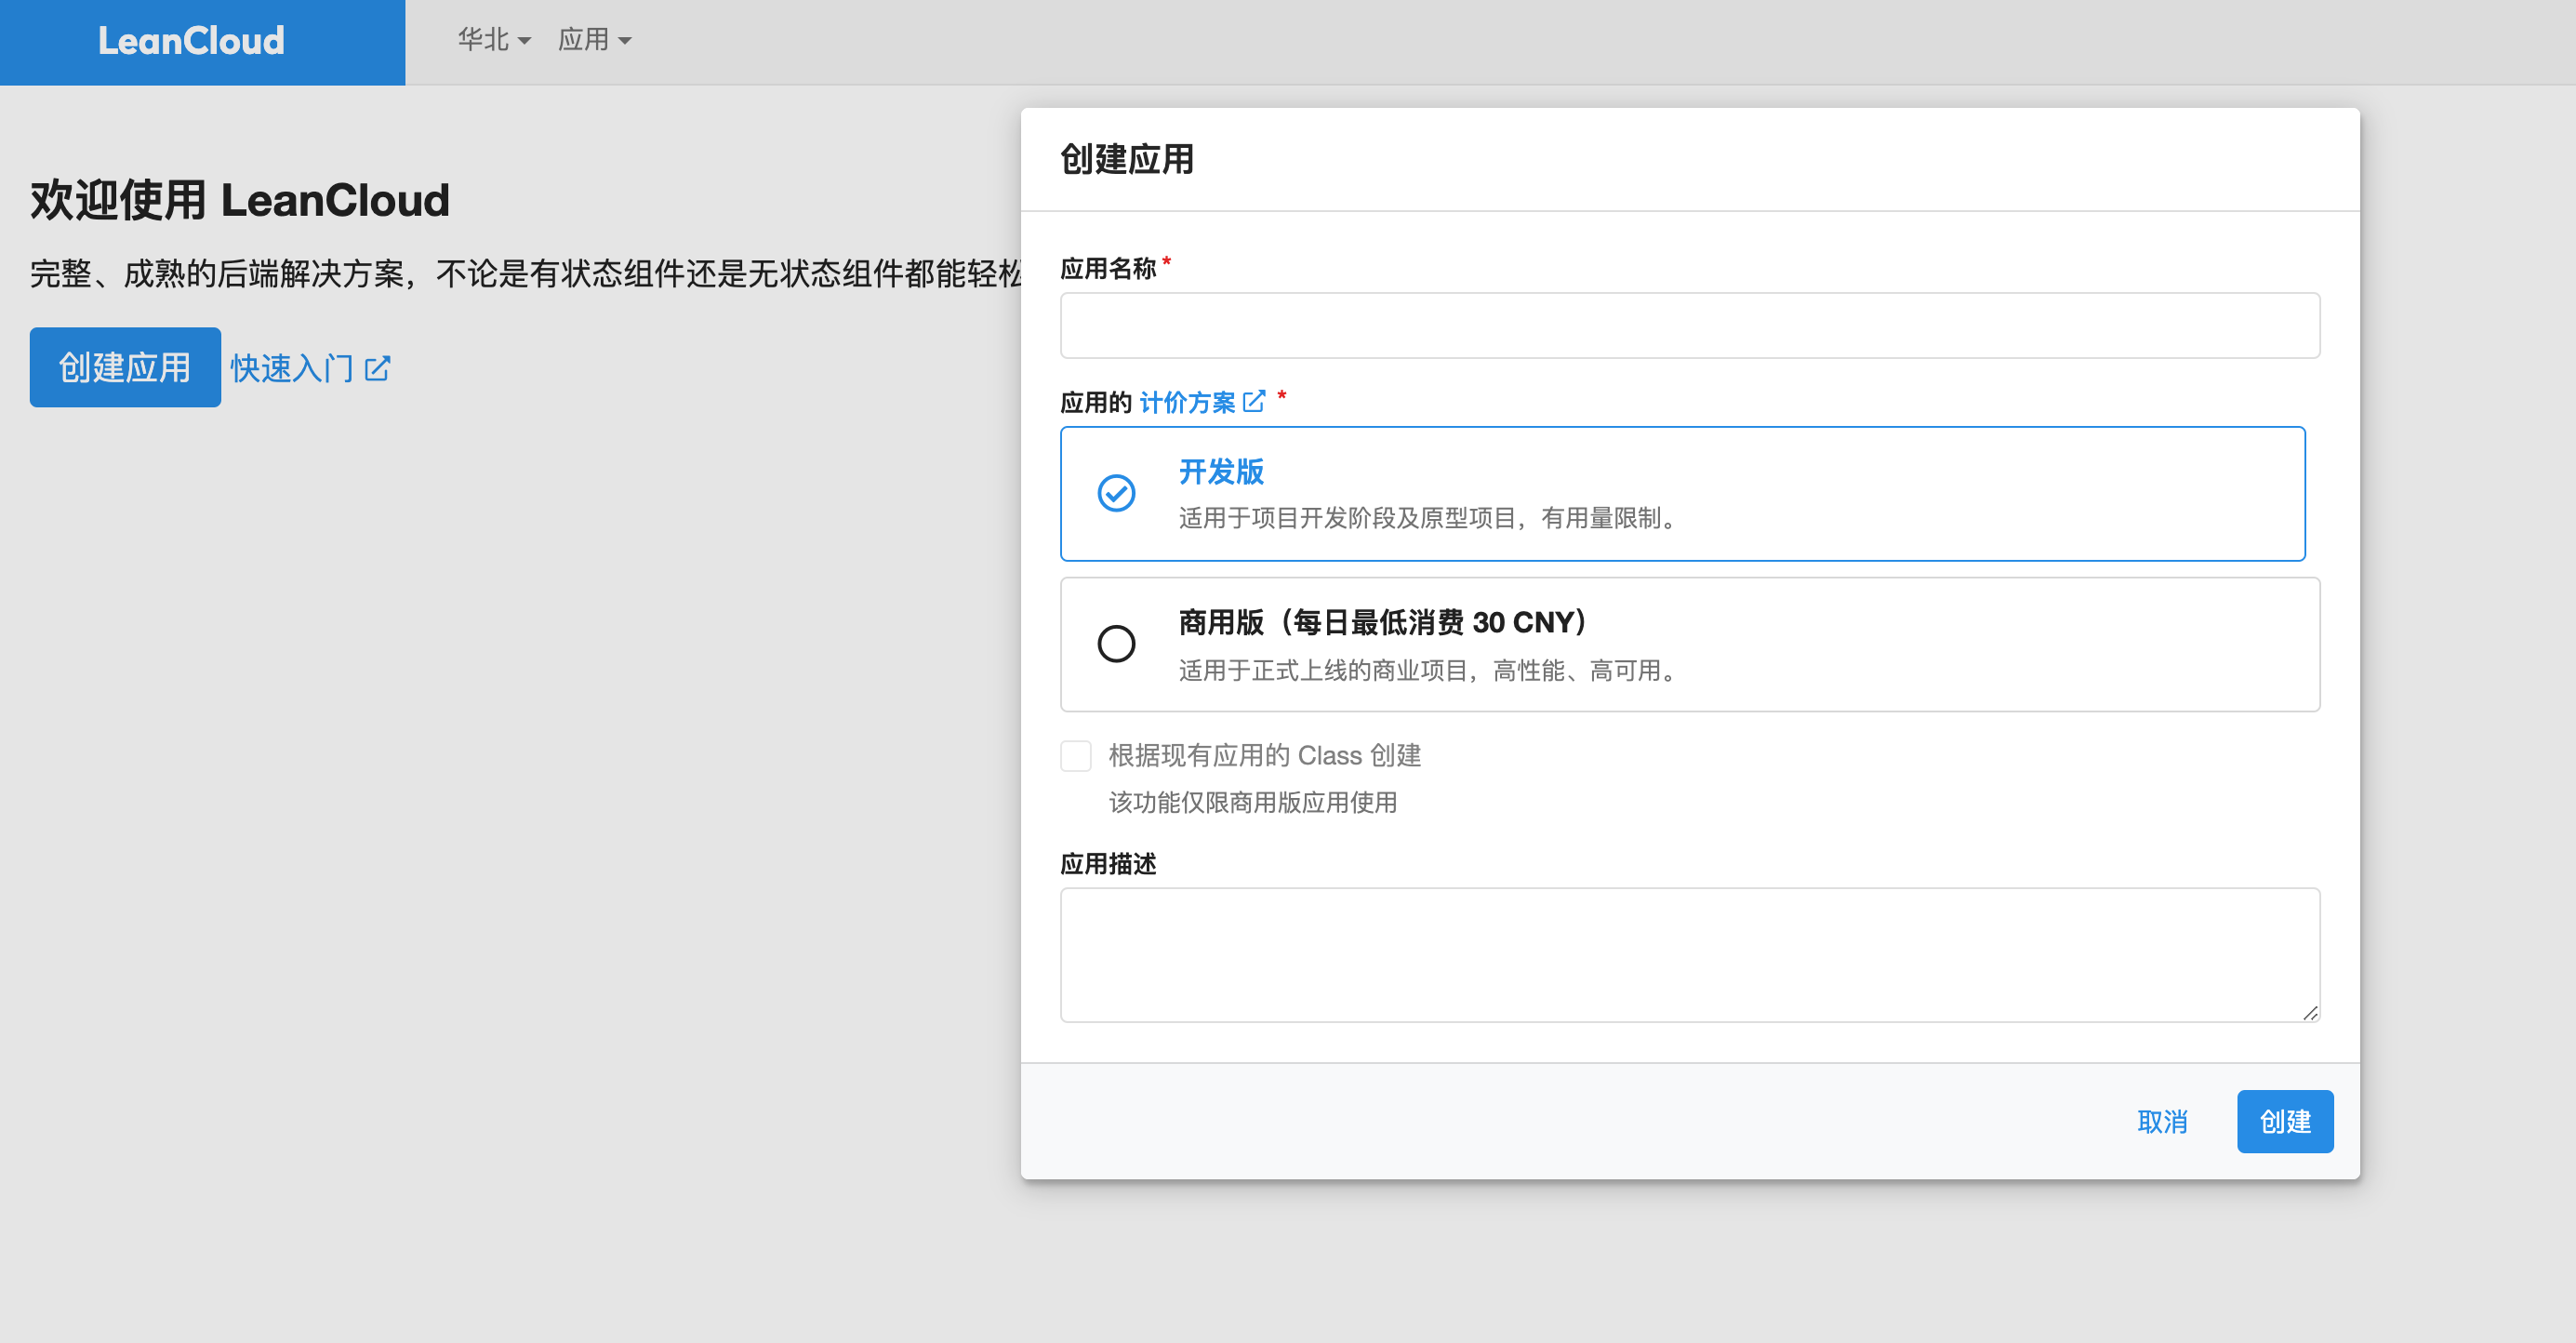 LeanCloud
华北 应用
欢迎使用 LeanCloud
完整、成熟的后端解决方案，不论是有状态组件还是无状态组件都能轻松
创建应用 快速入门
创建应用
应用名称 *
应用的 计价方案 *
开发版
适用于项目开发阶段及原型项目，有用量限制。
商用版（每日最低消费 30 CNY）
适用于正式上线的商业项目，高性能、高可用。
根据现有应用的 Class 创建
该功能仅限商用版应用使用
应用描述
取消 创建